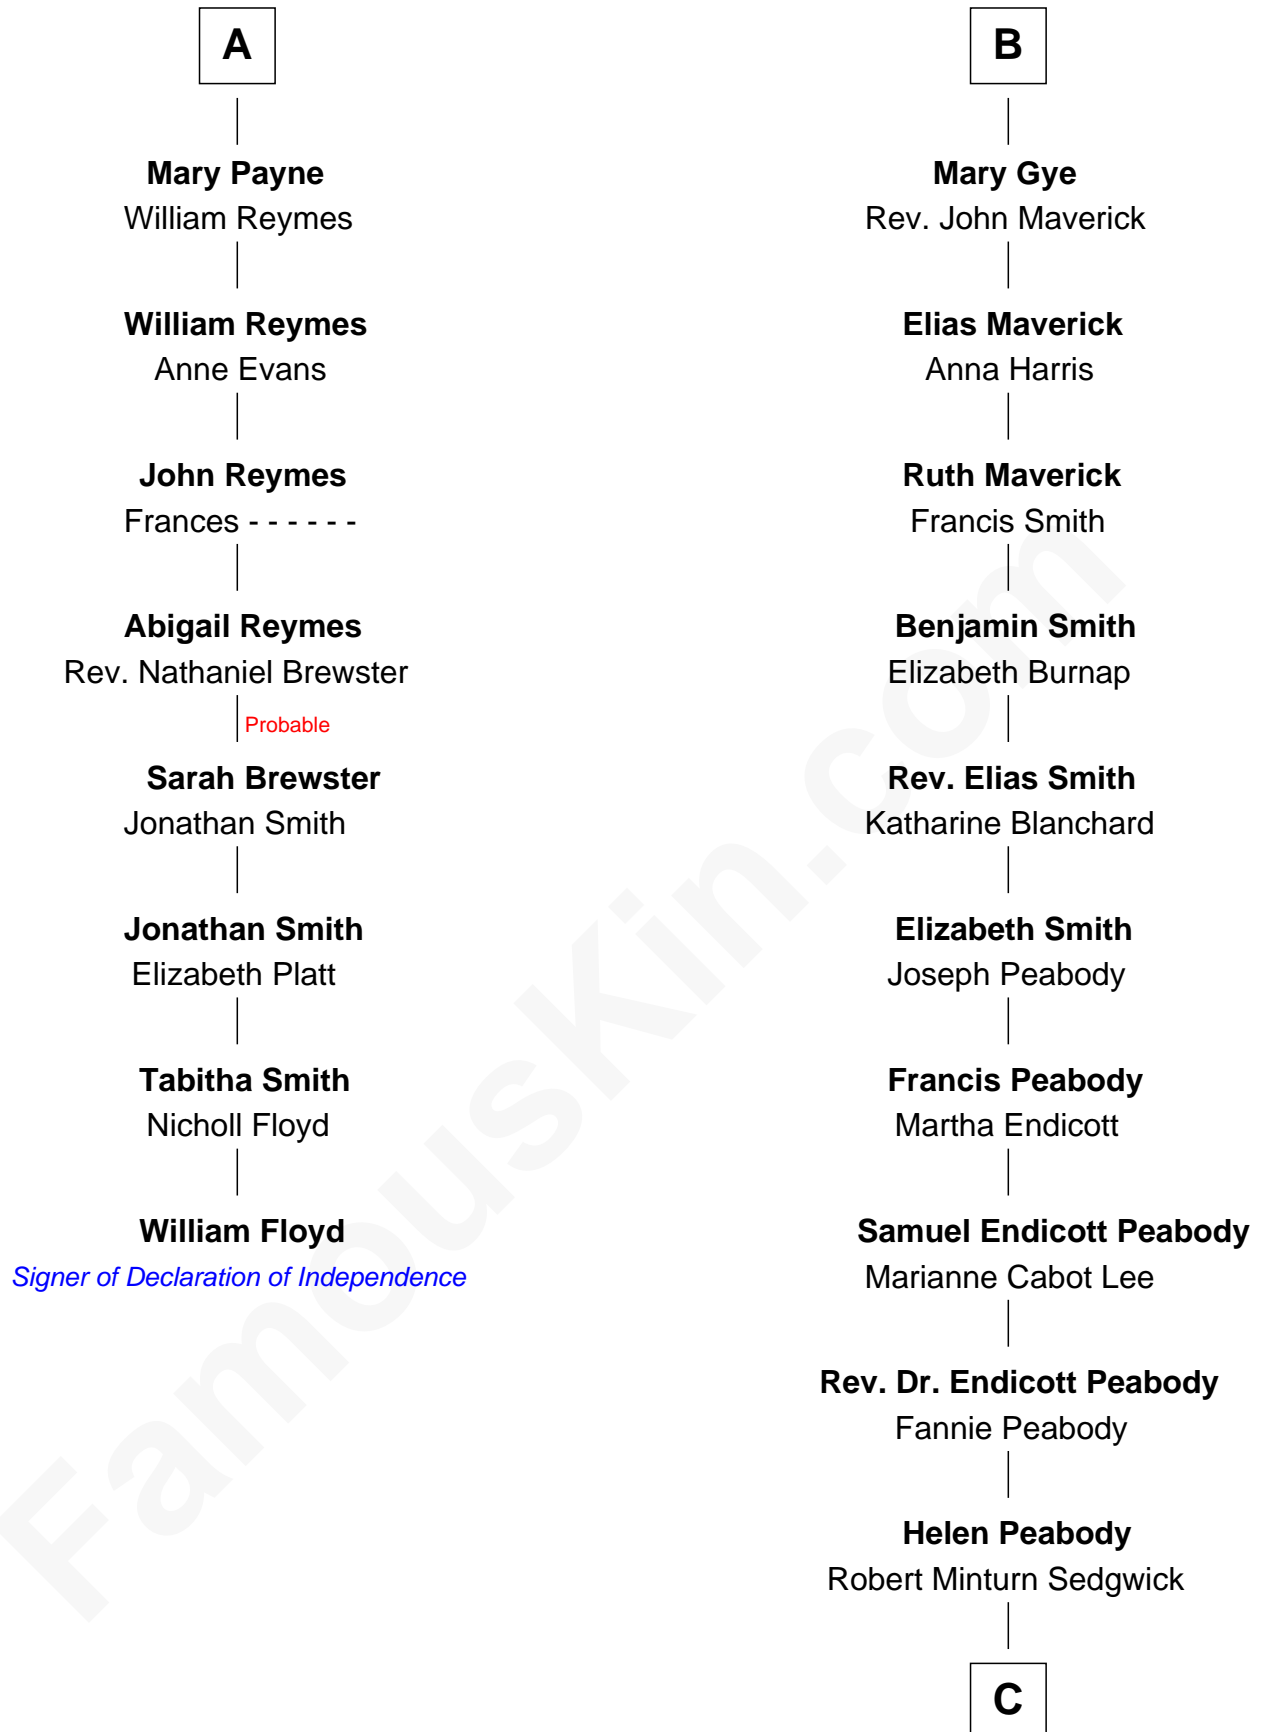 A
Mary Payne
William Reymes
William Reymes
Anne Evans
John Reymes
Frances - - - - - -
Abigail Reymes
Rev. Nathaniel Brewster
Probable
Sarah Brewster
Jonathan Smith
Jonathan Smith
Elizabeth Platt
Tabitha Smith
Nicholl Floyd
William Floyd
Signer of Declaration of Independence
B
Mary Gye
Rev. John Maverick
Elias Maverick
Anna Harris
Ruth Maverick
Francis Smith
Benjamin Smith
Elizabeth Burnap
Rev. Elias Smith
Katharine Blanchard
Elizabeth Smith
Joseph Peabody
Francis Peabody
Martha Endicott
Samuel Endicott Peabody
Marianne Cabot Lee
Rev. Dr. Endicott Peabody
Fannie Peabody
Helen Peabody
Robert Minturn Sedgwick
C
FamousKin.com